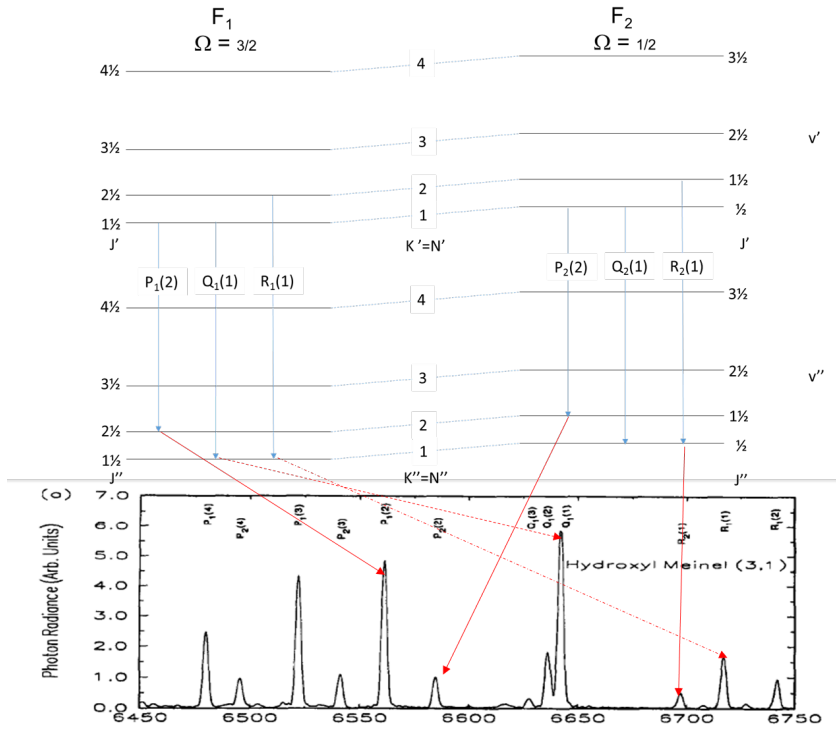 F1 F2
Ω = 3/2 Ω = 1/2
4½ 4 3½
3½ 3 2½ v'
2½ 2 1½
1½ 1 ½
J' K'=N' J'
P1(2) Q1(1) R1(1) P2(2) Q2(1) R2(1)
4½ 4 3½
3½ 3 2½ v''
2½ 2 1½
1½ 1 ½
J'' K''=N'' J''
(a)
7.0
6.0
5.0
4.0
3.0
2.0
1.0
0.0
Photon Radiance (Arb. Units)
P1(4) P2(4) P1(3) P2(3) P1(2) P2(2) Q1(3) Q1(2) Q1(1) R2(1) R1(1) R1(2)
Hydroxyl Meinel (3,1)
6450 6500 6550 6600 6650 6700 6750